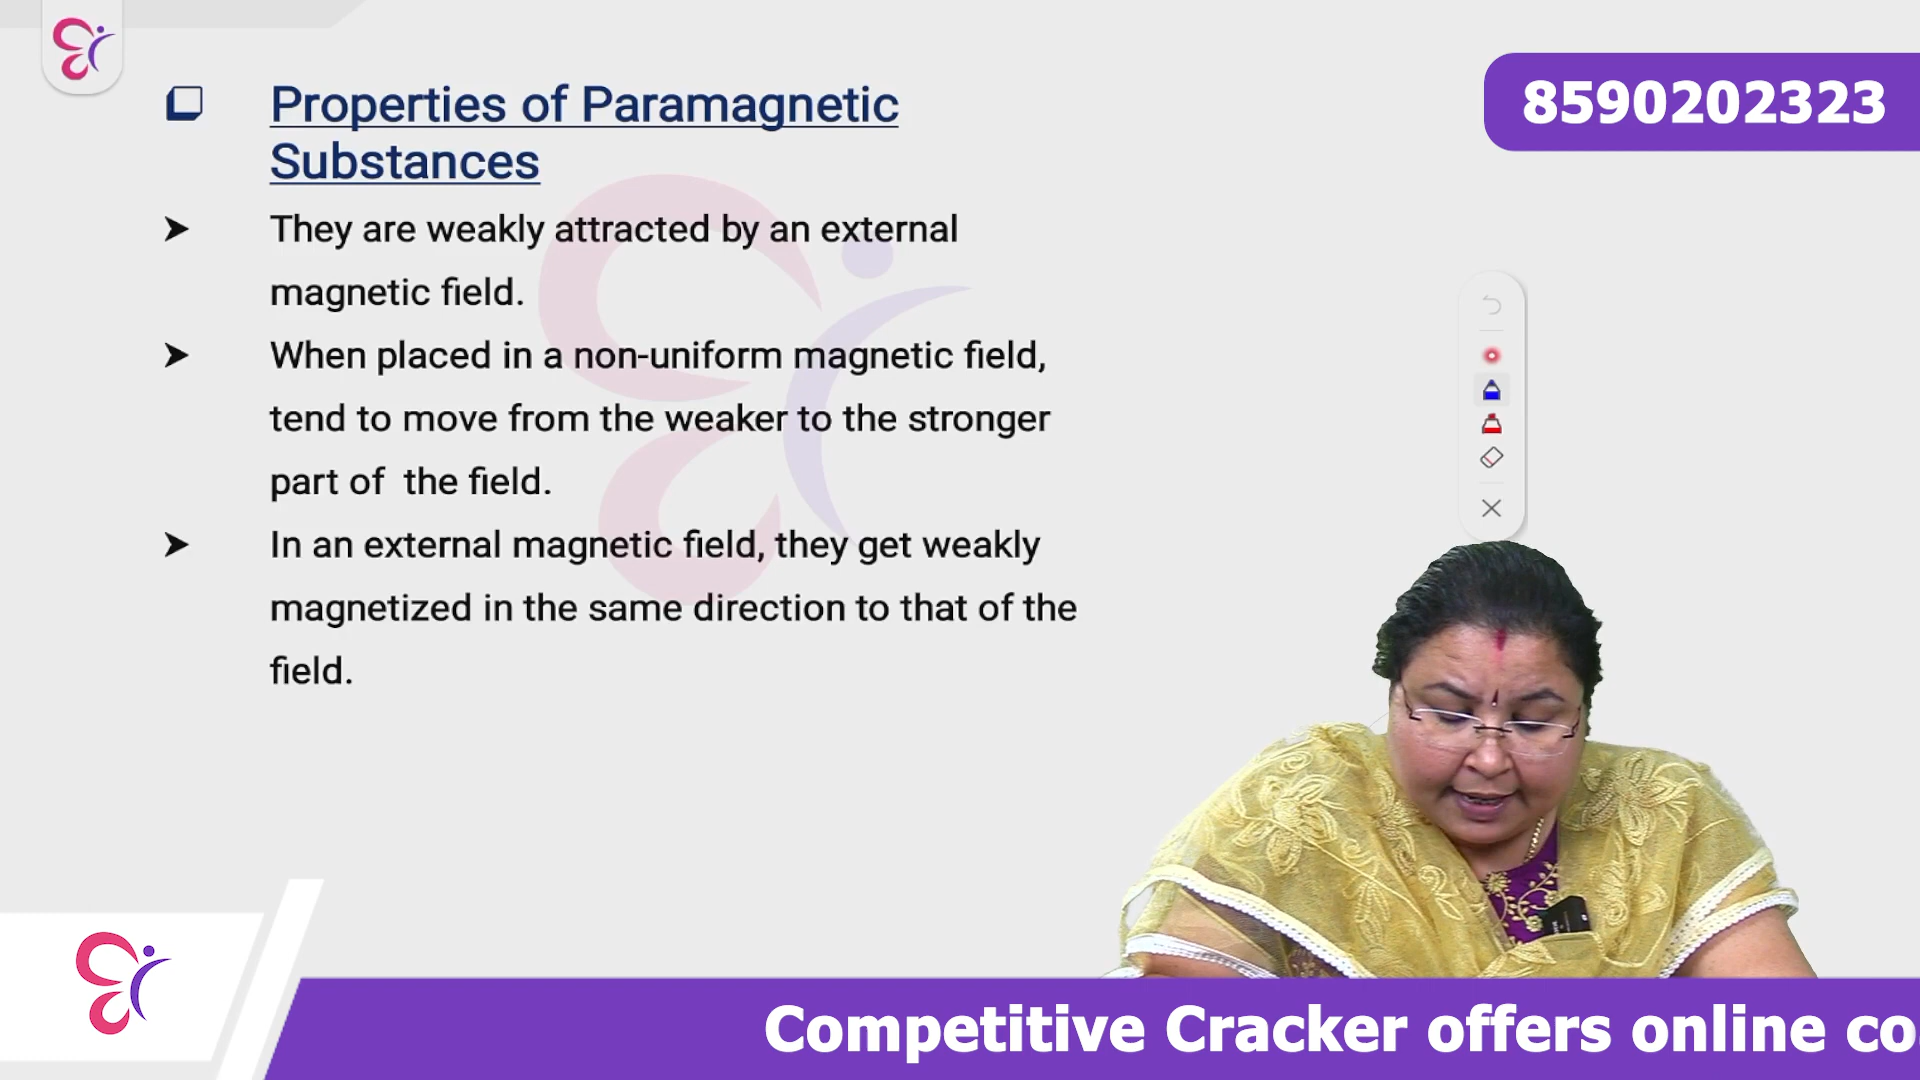 Properties of Paramagnetic
Substances
8590202323
They are weakly attracted by an external
magnetic field.
When placed in a non-uniform magnetic field,
tend to move from the weaker to the stronger
part of the field.
In an external magnetic field, they get weakly
magnetized in the same direction to that of the
field.
Competitive Cracker offers online co